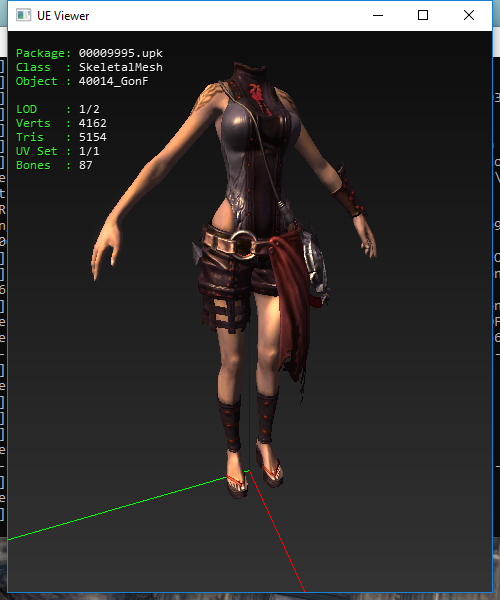 UE Viewer
Package: 00009995.upk
Class : SkeletalMesh
Object : 40014_GonF
LOD : 1/2
Verts : 4162
Tris : 5154
UV Set : 1/1
Bones : 87